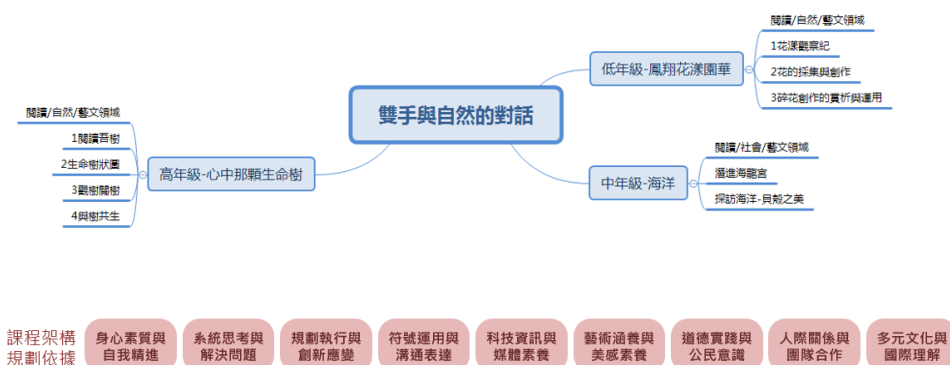 雙手與自然的對話
低年級-鳳翔花漾園華
閱讀/自然/藝文領域
1花漾觀察紀
2花的採集與創作
3碎花創作的賞析與運用
中年級-海洋
閱讀/社會/藝文領域
潛進海龍宮
探訪海洋-貝殼之美
高年級-心中那顆生命樹
閱讀/自然/藝文領域
1閱讀吾樹
2生命樹狀圖
3觀樹關樹
4與樹共生
課程架構
規劃依據
身心素質與
自我精進
系統思考與
解決問題
規劃執行與
創新應變
符號運用與
溝通表達
科技資訊與
媒體素養
藝術涵養與
美感素養
道德實踐與
公民意識
人際關係與
團隊合作
多元文化與
國際理解